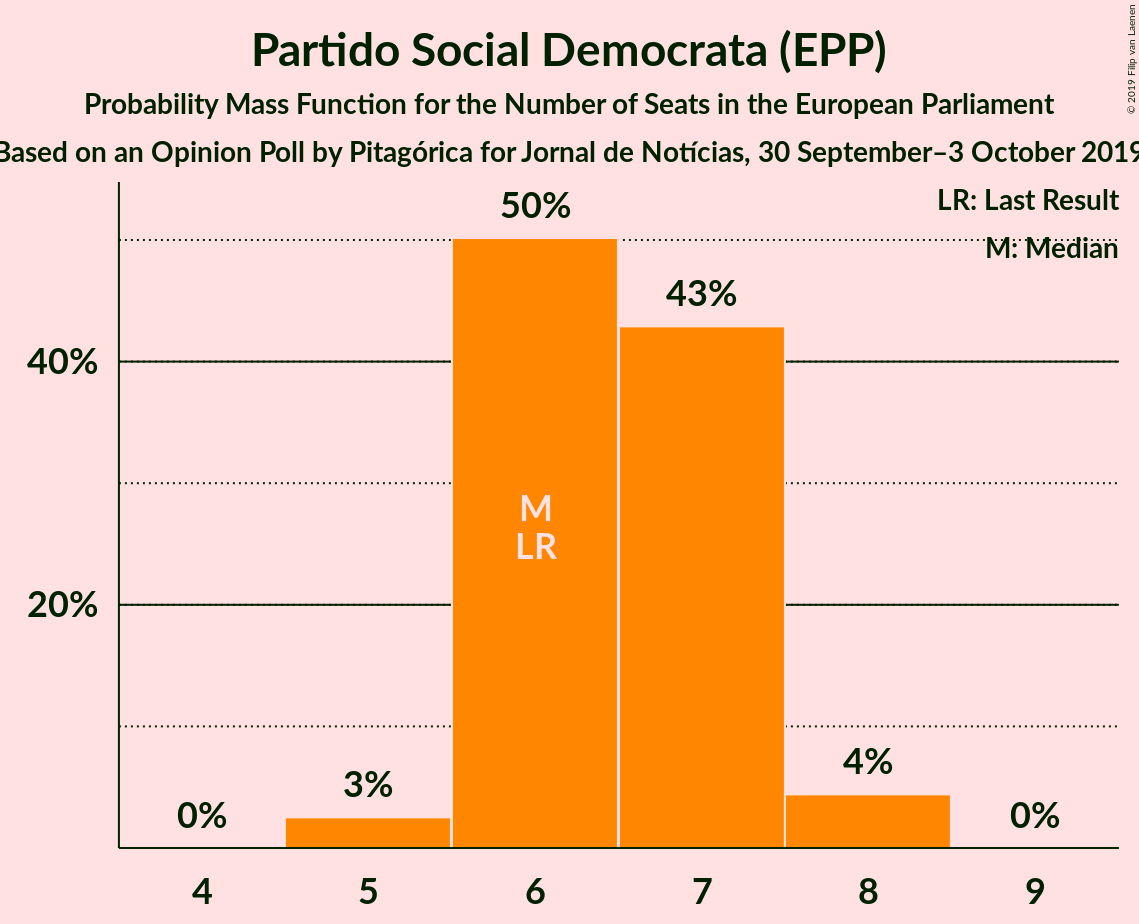 Partido Social Democrata (EPP)
Probability Mass Function for the Number of Seats in the European Parliament
Based on an Opinion Poll by Pitagórica for Jornal de Notícias, 30 September–3 October 2019
© 2019 Filip van Laenen
LR: Last Result
M: Median
50%
43%
40%
M
LR
20%
4%
3%
0%
0%
4 5 6 7 8 9